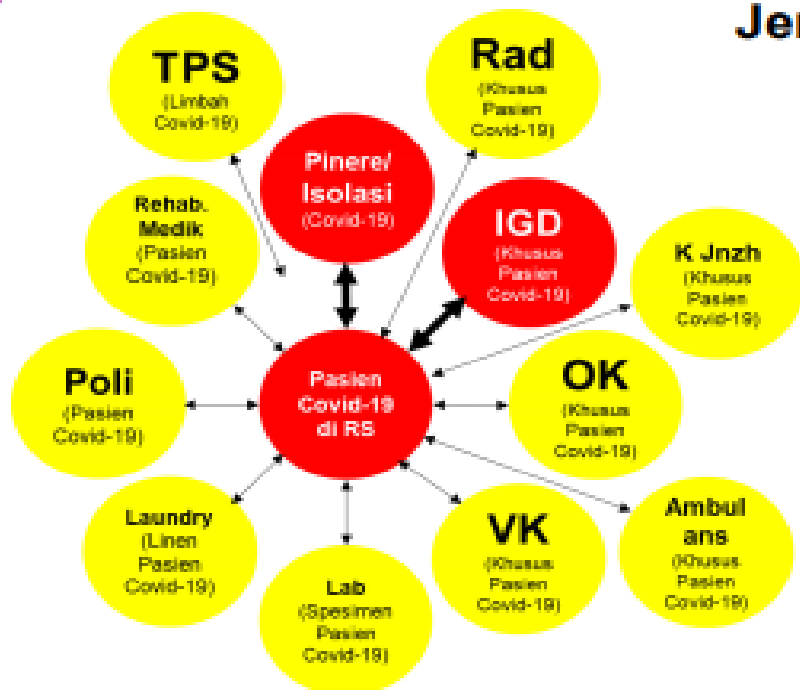 Jer
TPS
(Limbah
Covid-19)
Rad
(Khusus
Pasien
Covid-19)
Pinere/
Isolasi
(Covid-19)
Rehab.
Medik
(Pasien
Covid-19)
IGD
(Khusus
Pasien
Covid-19)
K Jnzh
(Khusus
Pasien
Covid-19)
Poli
(Pasien
Covid-19)
Pasien
Covid-19
di RS
OK
(Khusus
Pasien
Covid-19)
Laundry
(Linen
Pasien
Covid-19)
Lab
(Spesimen
Pasien
Covid-19)
VK
(Khusus
Pasien
Covid-19)
Ambul
ans
(Khusus
Pasien
Covid-19)